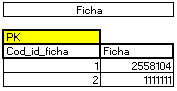 Ficha
PK
Cod_id_ficha Ficha
1 2558104
2 1111111